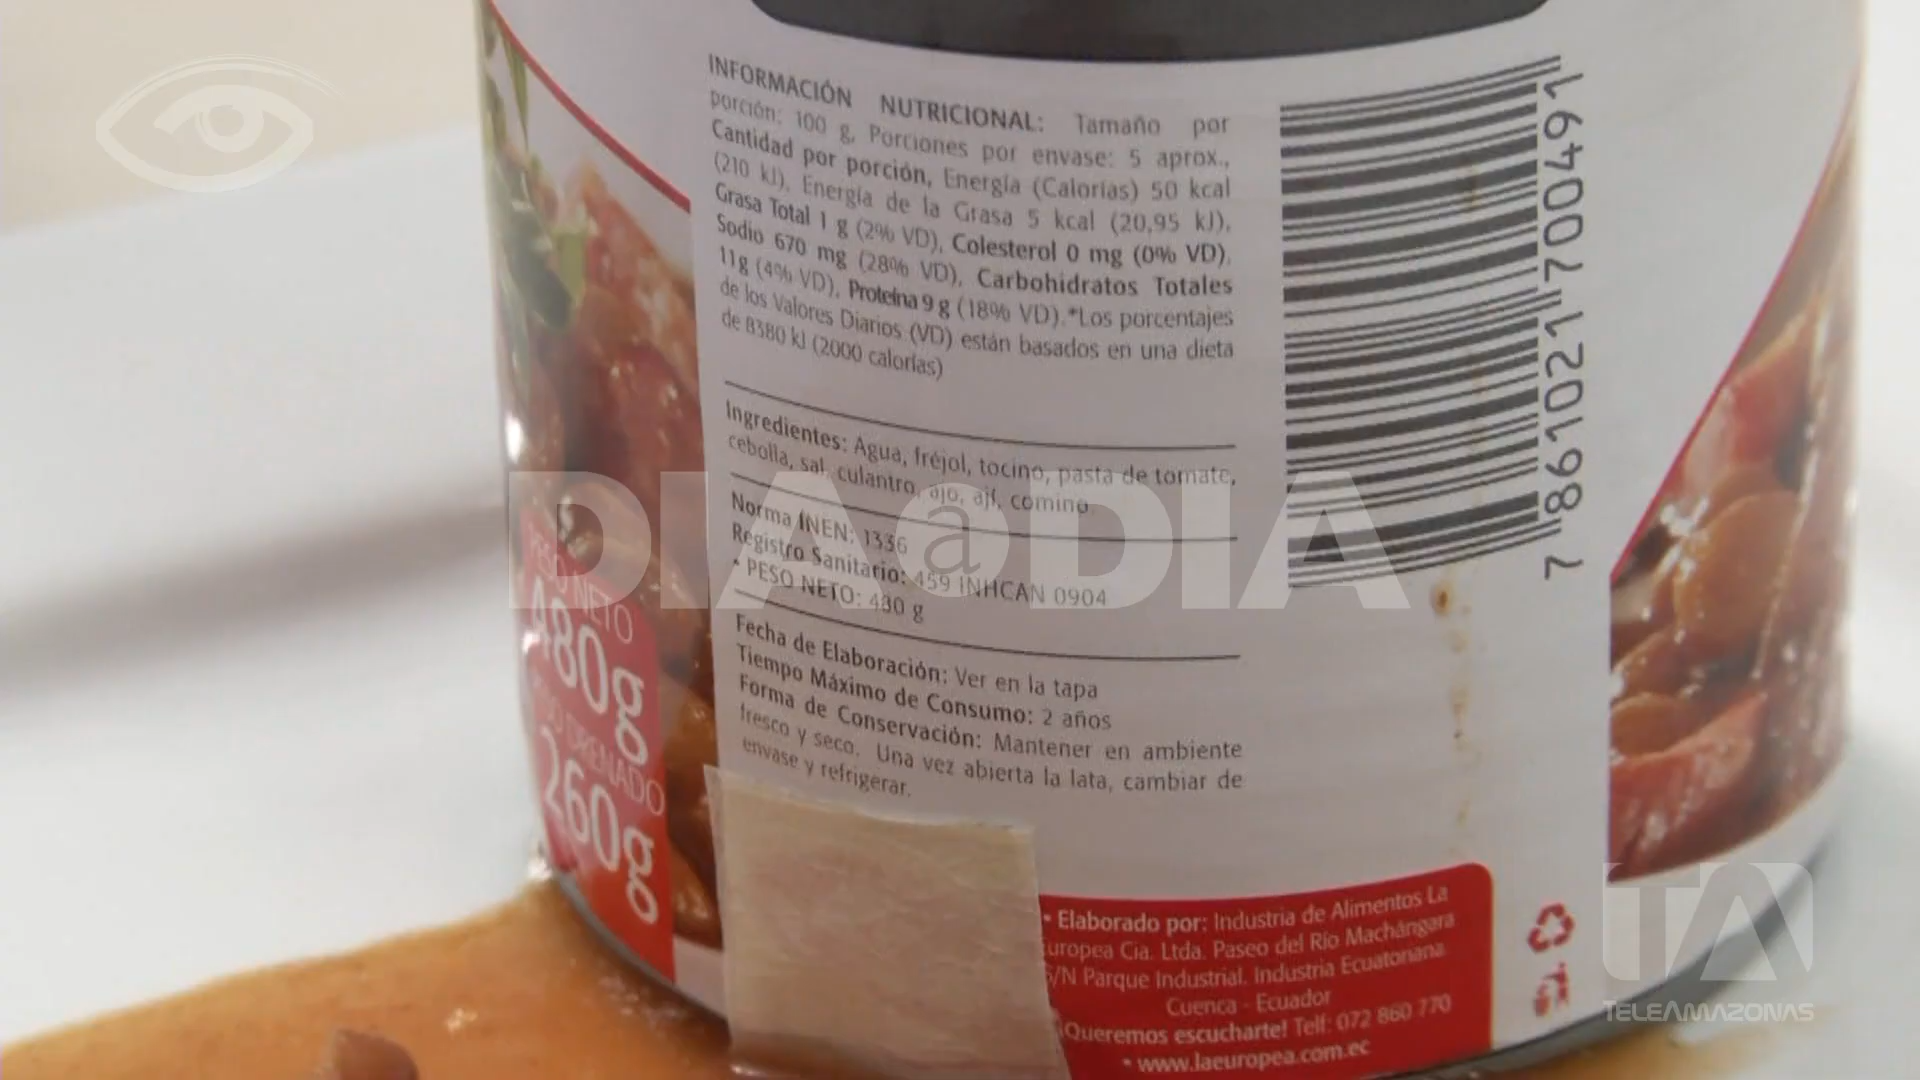 INFORMACIÓN NUTRICIONAL: Tamaño por
porción: 100 g, Porciones por envase: 5 aprox.,
Cantidad por porción, Energía (Calorías) 50 kcal
(210 kJ), Energía de la Grasa 5 kcal (20,95 kJ),
Grasa Total 1 g (2% VD), Colesterol 0 mg (0% VD),
Sodio 670 mg (28% VD), Carbohidratos Totales
11g (4% VD), Proteína 9 g (18% VD).*Los porcentajes
de los Valores Diarios (VD) están basados en una dieta
de 8380 kJ (2000 calorías)
Ingredientes: Agua, fréjol, tocino, pasta de tomate,
cebolla, sal, culantro, ajo, ají, comino.
Norma INEN: 1336
Registro Sanitario: 459 INHCAN 0904
• PESO NETO: 480 g
Fecha de Elaboración: Ver en la tapa
Tiempo Máximo de Consumo: 2 años
Forma de Conservación: Mantener en ambiente
fresco y seco. Una vez abierta la lata, cambiar de
envase y refrigerar.
7 861021 700491
PESO NETO
480g
DRENADO
260g
• Elaborado por: Industria de Alimentos La
uropea Cia. Ltda. Paseo del Río Machángara
S/N Parque Industrial. Industria Ecuatoriana
Cuenca - Ecuador
¡Queremos escucharte! Telf: 072 860 770
• www.laeuropea.com.ec
DIA a DIA
TA
TELEAMAZONAS